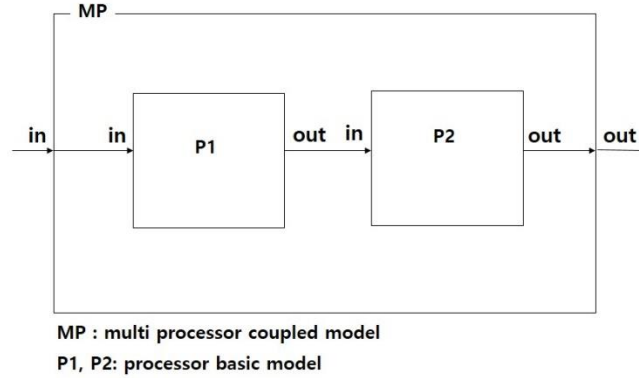 MP
in in P1 out in P2 out out
MP : multi processor coupled model
P1, P2: processor basic model